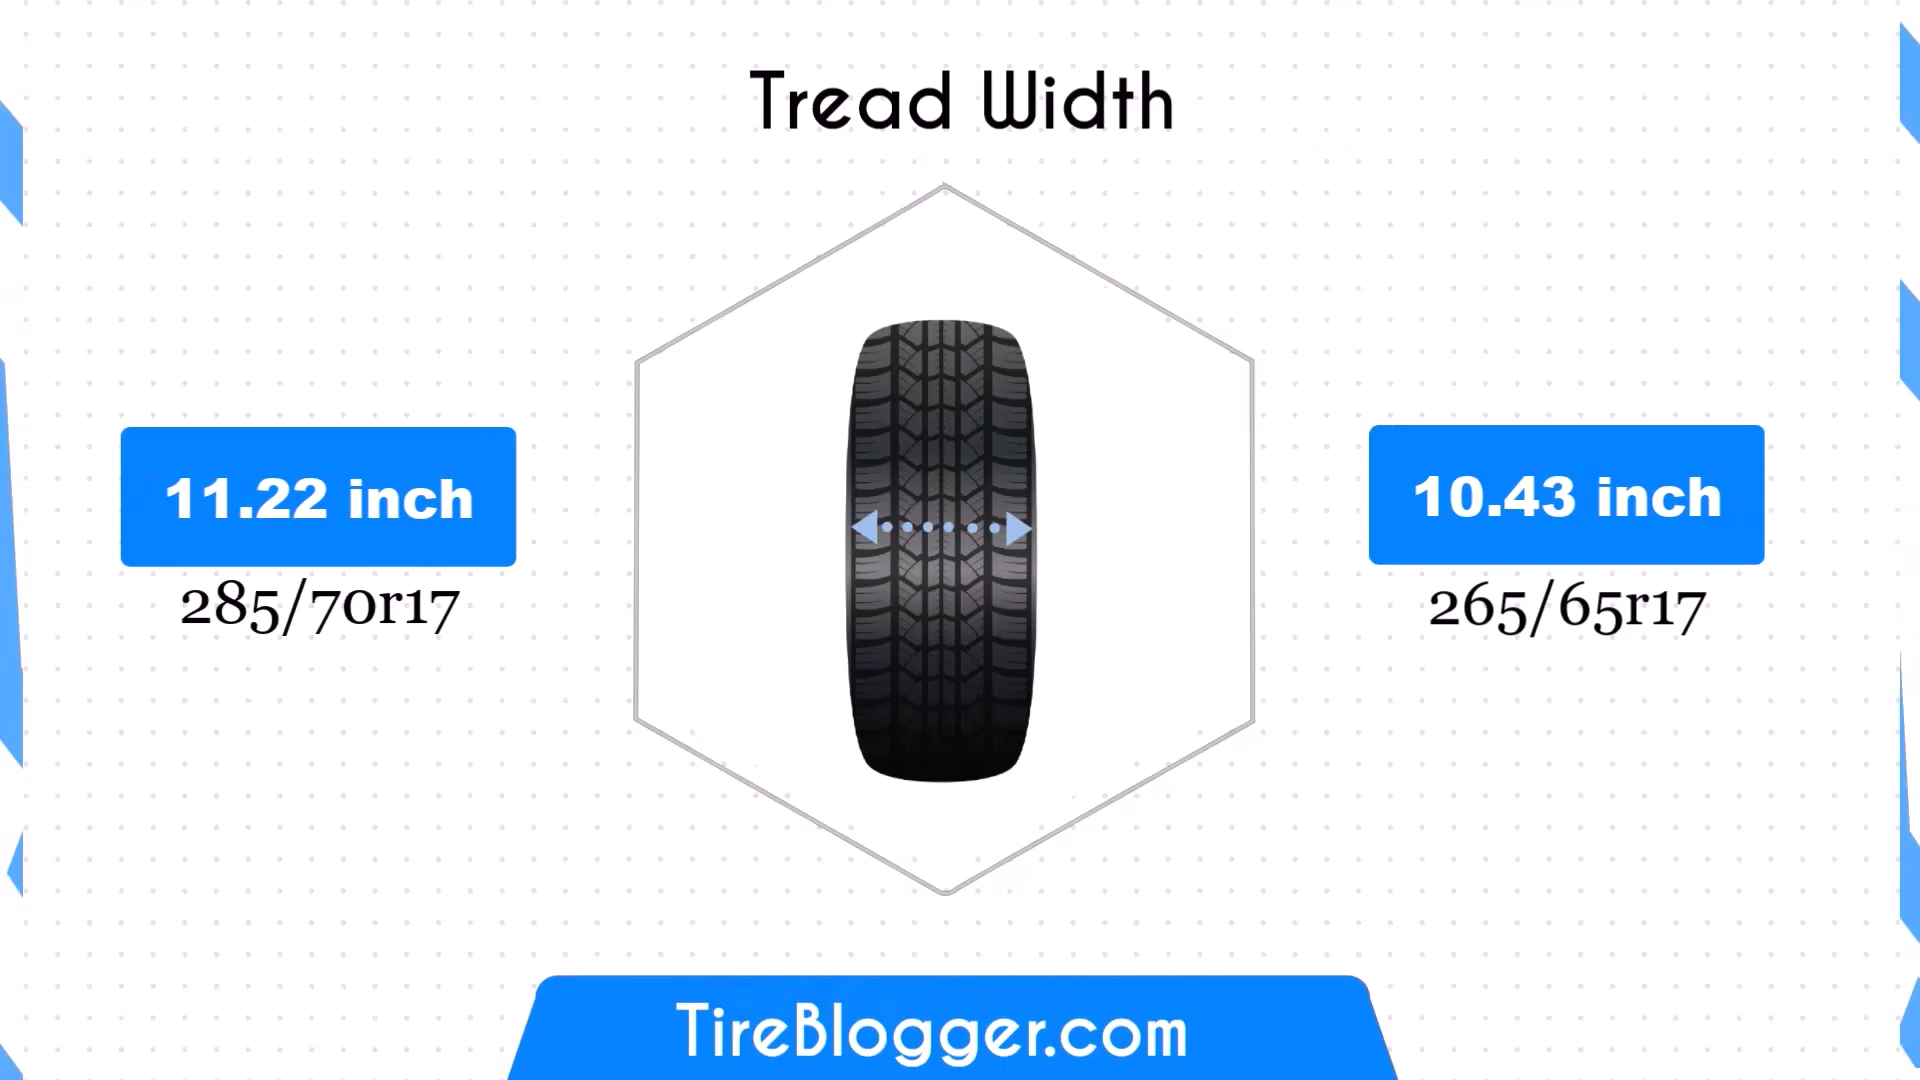 Tread Width
11.22 inch
285/70r17
10.43 inch
265/65r17
TireBlogger.com